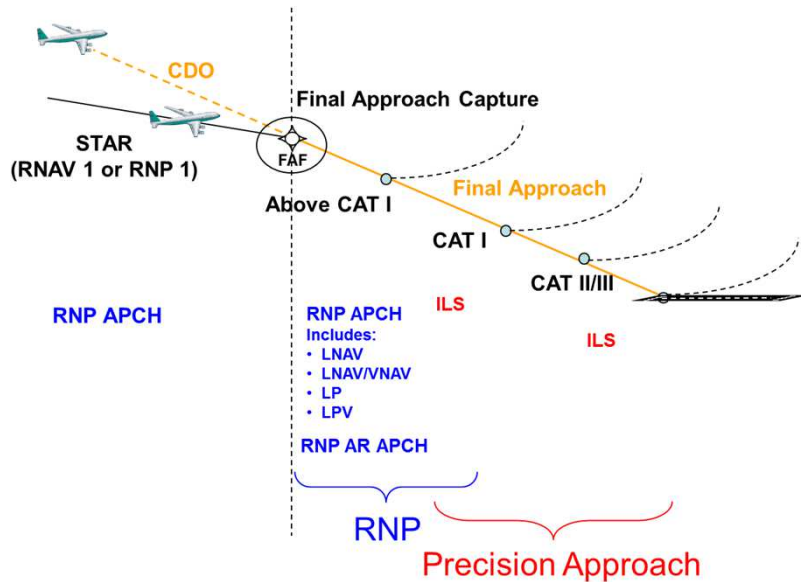 CDO
Final Approach Capture
STAR
(RNAV 1 or RNP 1)
FAF
Above CAT I
Final Approach
CAT I
CAT II/III
RNP APCH
RNP APCH
Includes:
• LNAV
• LNAV/VNAV
• LP
• LPV
RNP AR APCH
ILS
ILS
RNP
Precision Approach